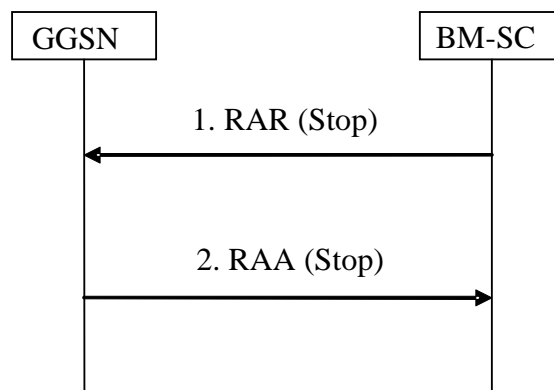 GGSN
BM-SC
1. RAR (Stop)
2. RAA (Stop)